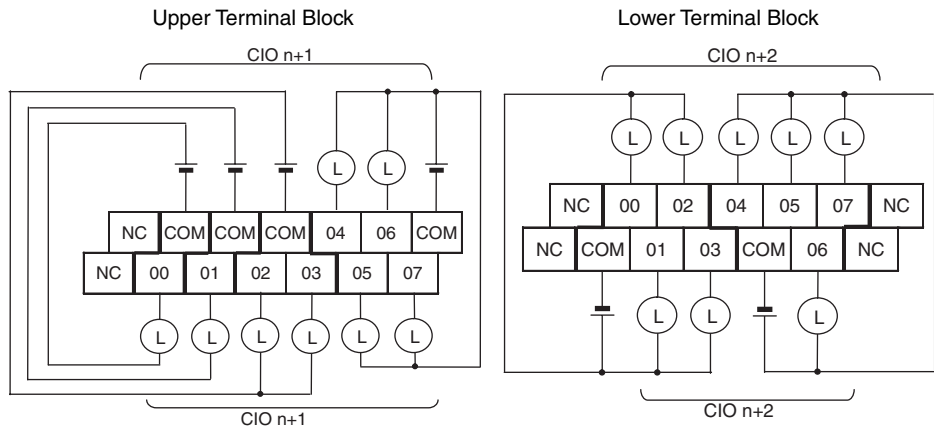 Upper Terminal Block
CIO n+1
L L
NC COM COM COM 04 06 COM
NC 00 01 02 03 05 07
L L L L L L
CIO n+1
Lower Terminal Block
CIO n+2
L L L L L
NC 00 02 04 05 07 NC
NC COM 01 03 COM 06 NC
L L L
CIO n+2